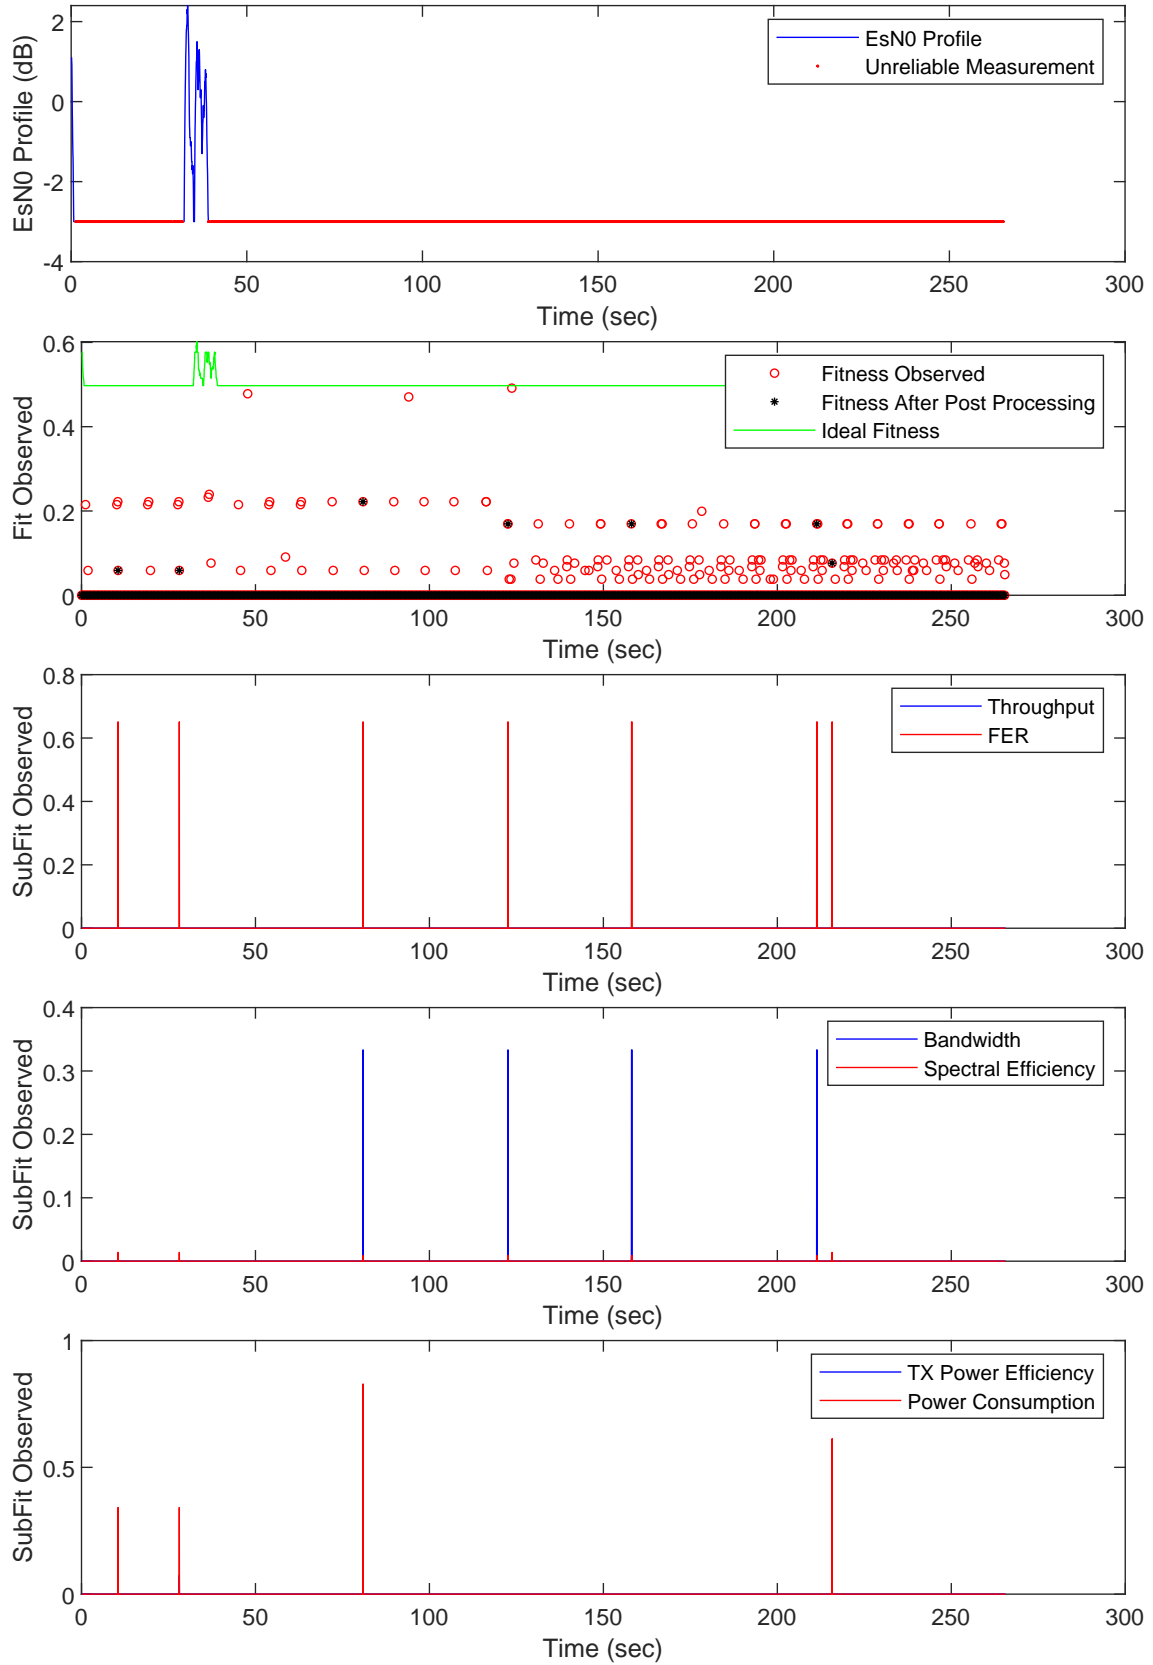 EsN0 Profile (dB)
2
0
-2
-4
0 50 100 150 200 250 300
Time (sec)
EsN0 Profile
Unreliable Measurement
Fit Observed
0.6
0.4
0.2
0
0 50 100 150 200 250 300
Time (sec)
Fitness Observed
Fitness After Post Processing
Ideal Fitness
SubFit Observed
0.8
0.6
0.4
0.2
0
0 50 100 150 200 250 300
Time (sec)
Throughput
FER
SubFit Observed
0.4
0.3
0.2
0.1
0
0 50 100 150 200 250 300
Time (sec)
Bandwidth
Spectral Efficiency
SubFit Observed
1
0.5
0
0 50 100 150 200 250 300
Time (sec)
TX Power Efficiency
Power Consumption